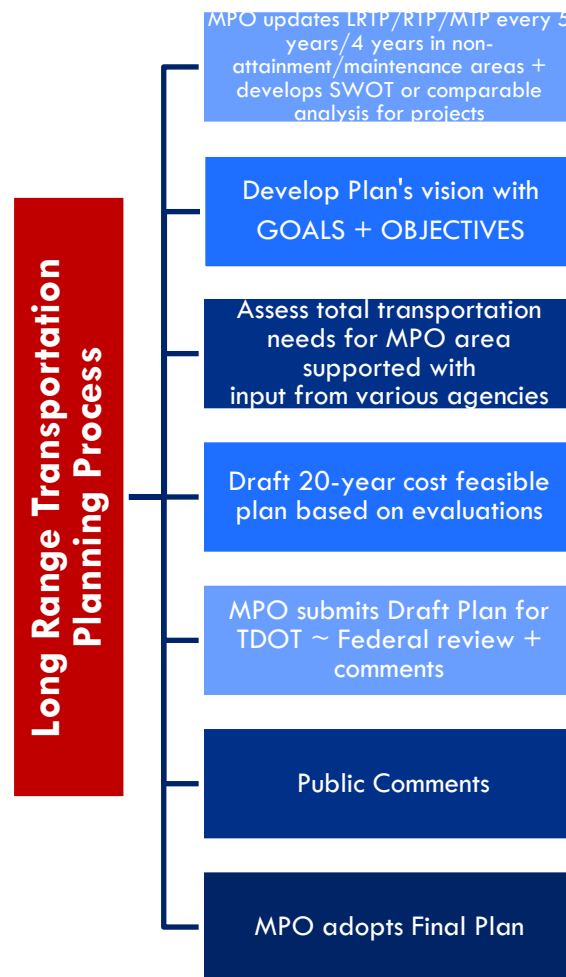 Long Range Transportation
Planning Process
MPO updates LRTP/RTP/MTP every 5
years/4 years in non-
attainment/maintenance areas +
develops SWOT or comparable
analysis for projects
Develop Plan's vision with
GOALS + OBJECTIVES
Assess total transportation
needs for MPO area
supported with
input from various agencies
Draft 20-year cost feasible
plan based on evaluations
MPO submits Draft Plan for
TDOT ~ Federal review +
comments
Public Comments
MPO adopts Final Plan